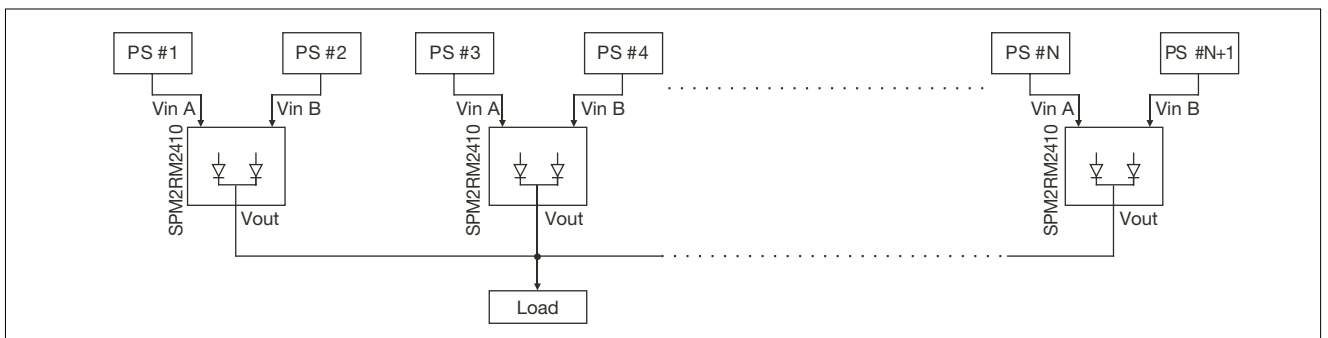 PS #1
PS #2
PS #3
PS #4
PS #N
PS #N+1
Vin A
Vin B
Vin A
Vin B
Vin A
Vin B
SPM2RM2410
SPM2RM2410
SPM2RM2410
Vout
Vout
Vout
Load